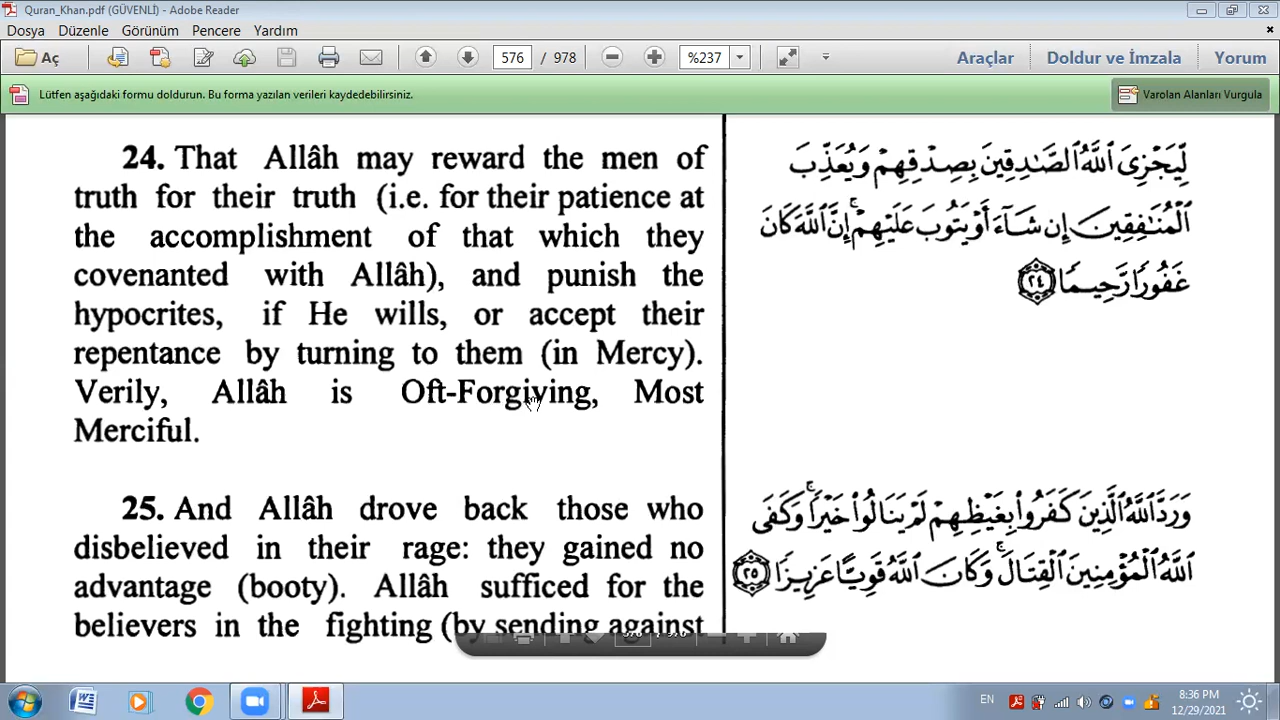 Quran_Khan.pdf (GÜVENLİ) - Adobe Reader
Dosya Düzenle Görünüm Pencere Yardım
Aç 576 / 978 %237 Araçlar Doldur ve İmzala Yorum
Lütfen aşağıdaki formu doldurun. Bu forma yazılan verileri kaydedebilirsiniz. Varolan Alanları Vurgula
24. That Allâh may reward the men of
truth for their truth (i.e. for their patience at
the accomplishment of that which they
covenanted with Allâh), and punish the
hypocrites, if He wills, or accept their
repentance by turning to them (in Mercy).
Verily, Allâh is Oft-Forgiving, Most
Merciful.
لِّيَجْزِيَ ٱللَّهُ ٱلصَّـٰدِقِينَ بِصِدْقِهِمْ وَيُعَذِّبَ
ٱلْمُنَـٰفِقِينَ إِن شَآءَ أَوْ يَتُوبَ عَلَيْهِمْ ۚ إِنَّ ٱللَّهَ كَانَ
غَفُورًا رَّحِيمًا ٢٤
25. And Allâh drove back those who
disbelieved in their rage: they gained no
advantage (booty). Allâh sufficed for the
believers in the fighting (by sending against
وَرَدَّ ٱللَّهُ ٱلَّذِينَ كَفَرُوا۟ بِغَيْظِهِمْ لَمْ يَنَالُوا۟ خَيْرًا ۚ وَكَفَى
ٱللَّهُ ٱلْمُؤْمِنِينَ ٱلْقِتَالَ ۚ وَكَانَ ٱللَّهُ قَوِيًّا عَزِيزًا ٢٥
EN 8:36 PM
12/29/2021